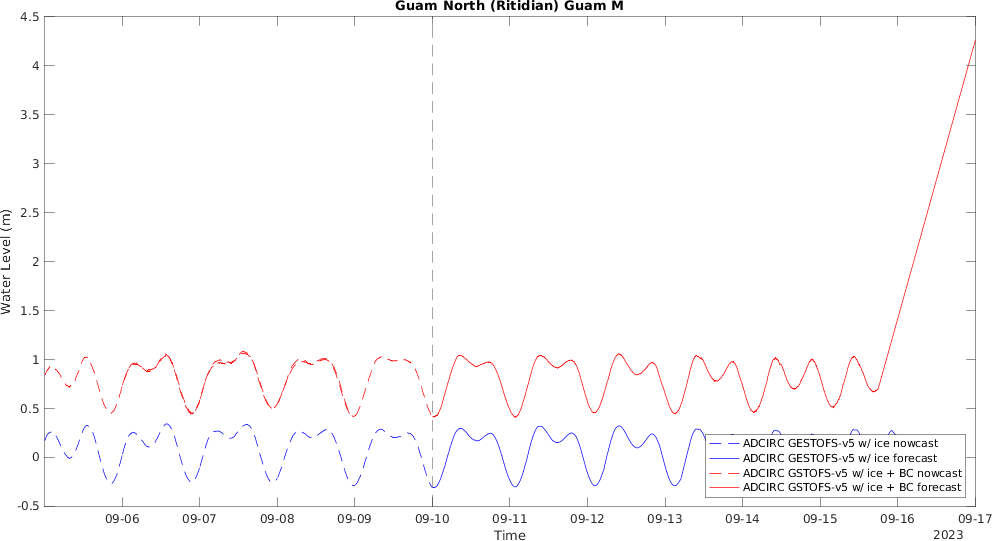 Guam North (Ritidian) Guam M
4.5
4
3.5
3
2.5
2
1.5
1
0.5
0
-0.5
Water Level (m)
ADCIRC GESTOFS-v5 w/ ice nowcast
ADCIRC GESTOFS-v5 w/ ice forecast
ADCIRC GSTOFS-v5 w/ ice + BC nowcast
ADCIRC GSTOFS-v5 w/ ice + BC forecast
09-06 09-07 09-08 09-09 09-10 09-11 09-12 09-13 09-14 09-15 09-16 09-17
Time
2023